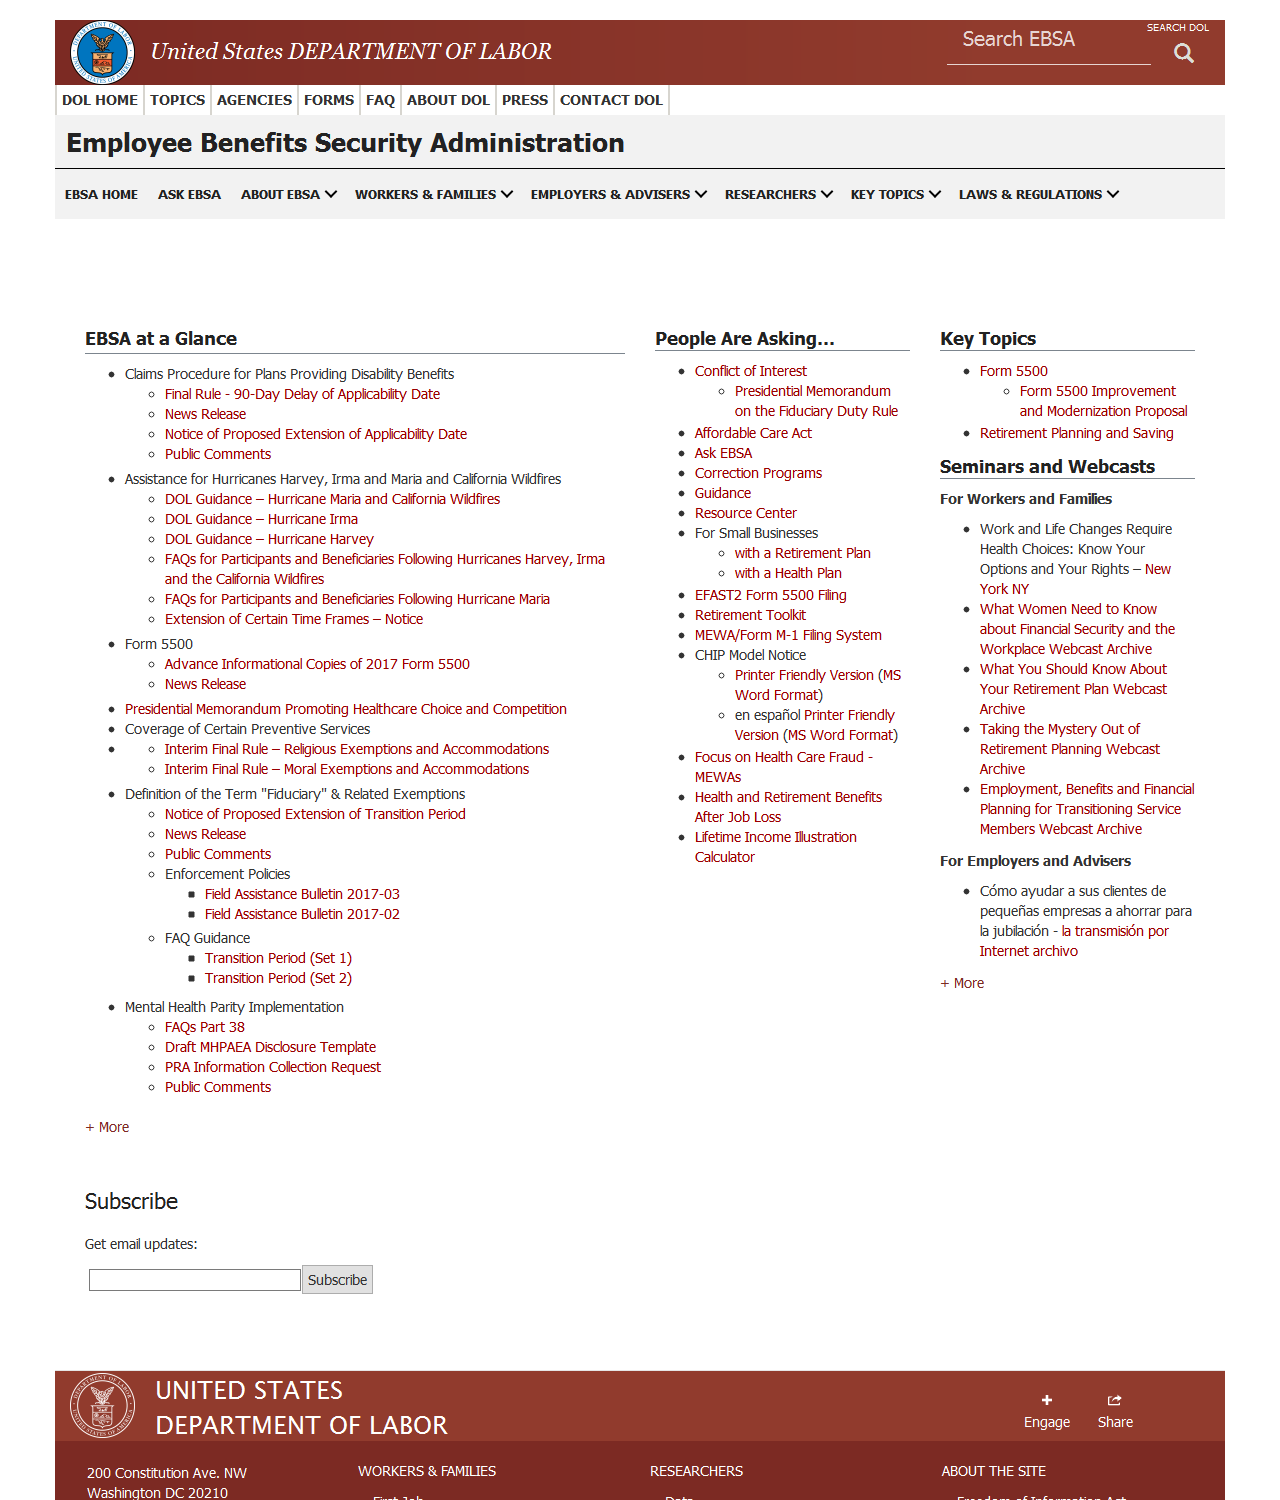 United States DEPARTMENT OF LABOR
Search EBSA
SEARCH DOL
DOL HOME TOPICS AGENCIES FORMS FAQ ABOUT DOL PRESS CONTACT DOL
Employee Benefits Security Administration
EBSA HOME ASK EBSA ABOUT EBSA WORKERS & FAMILIES EMPLOYERS & ADVISERS RESEARCHERS KEY TOPICS LAWS & REGULATIONS
EBSA at a Glance
Claims Procedure for Plans Providing Disability Benefits
Final Rule - 90-Day Delay of Applicability Date
News Release
Notice of Proposed Extension of Applicability Date
Public Comments
Assistance for Hurricanes Harvey, Irma and Maria and California Wildfires
DOL Guidance – Hurricane Maria and California Wildfires
DOL Guidance – Hurricane Irma
DOL Guidance – Hurricane Harvey
FAQs for Participants and Beneficiaries Following Hurricanes Harvey, Irma
and the California Wildfires
FAQs for Participants and Beneficiaries Following Hurricane Maria
Extension of Certain Time Frames – Notice
Form 5500
Advance Informational Copies of 2017 Form 5500
News Release
Presidential Memorandum Promoting Healthcare Choice and Competition
Coverage of Certain Preventive Services
Interim Final Rule – Religious Exemptions and Accommodations
Interim Final Rule – Moral Exemptions and Accommodations
Definition of the Term "Fiduciary" & Related Exemptions
Notice of Proposed Extension of Transition Period
News Release
Public Comments
Enforcement Policies
Field Assistance Bulletin 2017-03
Field Assistance Bulletin 2017-02
FAQ Guidance
Transition Period (Set 1)
Transition Period (Set 2)
Mental Health Parity Implementation
FAQs Part 38
Draft MHPAEA Disclosure Template
PRA Information Collection Request
Public Comments
+ More
People Are Asking...
Conflict of Interest
Presidential Memorandum
on the Fiduciary Duty Rule
Affordable Care Act
Ask EBSA
Correction Programs
Guidance
Resource Center
For Small Businesses
with a Retirement Plan
with a Health Plan
EFAST2 Form 5500 Filing
Retirement Toolkit
MEWA/Form M-1 Filing System
CHIP Model Notice
Printer Friendly Version (MS
Word Format)
en español Printer Friendly
Version (MS Word Format)
Focus on Health Care Fraud -
MEWAs
Health and Retirement Benefits
After Job Loss
Lifetime Income Illustration
Calculator
Key Topics
Form 5500
Form 5500 Improvement
and Modernization Proposal
Retirement Planning and Saving
Seminars and Webcasts
For Workers and Families
Work and Life Changes Require
Health Choices: Know Your
Options and Your Rights – New
York NY
What Women Need to Know
about Financial Security and the
Workplace Webcast Archive
What You Should Know About
Your Retirement Plan Webcast
Archive
Taking the Mystery Out of
Retirement Planning Webcast
Archive
Employment, Benefits and Financial
Planning for Transitioning Service
Members Webcast Archive
For Employers and Advisers
Cómo ayudar a sus clientes de
pequeñas empresas a ahorrar para
la jubilación - la transmisión por
Internet archivo
+ More
Subscribe
Get email updates:
Subscribe
UNITED STATES
DEPARTMENT OF LABOR
Engage Share
200 Constitution Ave. NW
Washington DC 20210
WORKERS & FAMILIES
First Job
RESEARCHERS
Data
ABOUT THE SITE
Freedom of Information Act